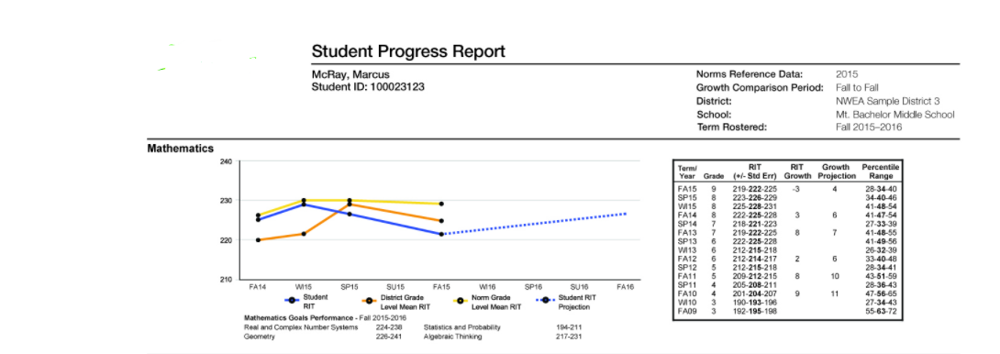 Student Progress Report
McRay, Marcus
Student ID: 100023123
Norms Reference Data: 2015
Growth Comparison Period: Fall to Fall
District: NWEA Sample District 3
School: Mt. Bachelor Middle School
Term Rostered: Fall 2015–2016
Mathematics
240
230
220
210
FA14 WI15 SP15 SU15 FA15 WI16 SP16 SU16 FA16
Student RIT
District Grade Level Mean RIT
Norm Grade Level Mean RIT
Student RIT Projection
Mathematics Goals Performance - Fall 2015-2016
Real and Complex Number Systems 224-238 Statistics and Probability 194-211
Geometry 226-241 Algebraic Thinking 217-231
Term/ Year Grade RIT (+/- Std Err) RIT Growth Growth Projection Percentile Range
FA15 9 219-222-225 -3 4 28-34-40
SP15 8 223-226-229 34-40-46
WI15 8 225-228-231 41-48-54
FA14 8 222-225-228 3 6 41-47-54
SP14 7 218-221-223 27-33-39
FA13 7 219-222-225 8 7 41-48-55
SP13 6 222-225-228 41-49-56
WI13 6 212-215-218 26-32-39
FA12 6 212-214-217 2 6 33-40-48
SP12 5 212-215-218 28-34-41
FA11 5 209-212-215 8 10 43-51-59
SP11 4 205-208-211 28-36-43
FA10 4 201-204-207 9 11 47-56-65
WI10 3 190-193-196 27-34-43
FA09 3 192-195-198 55-63-72